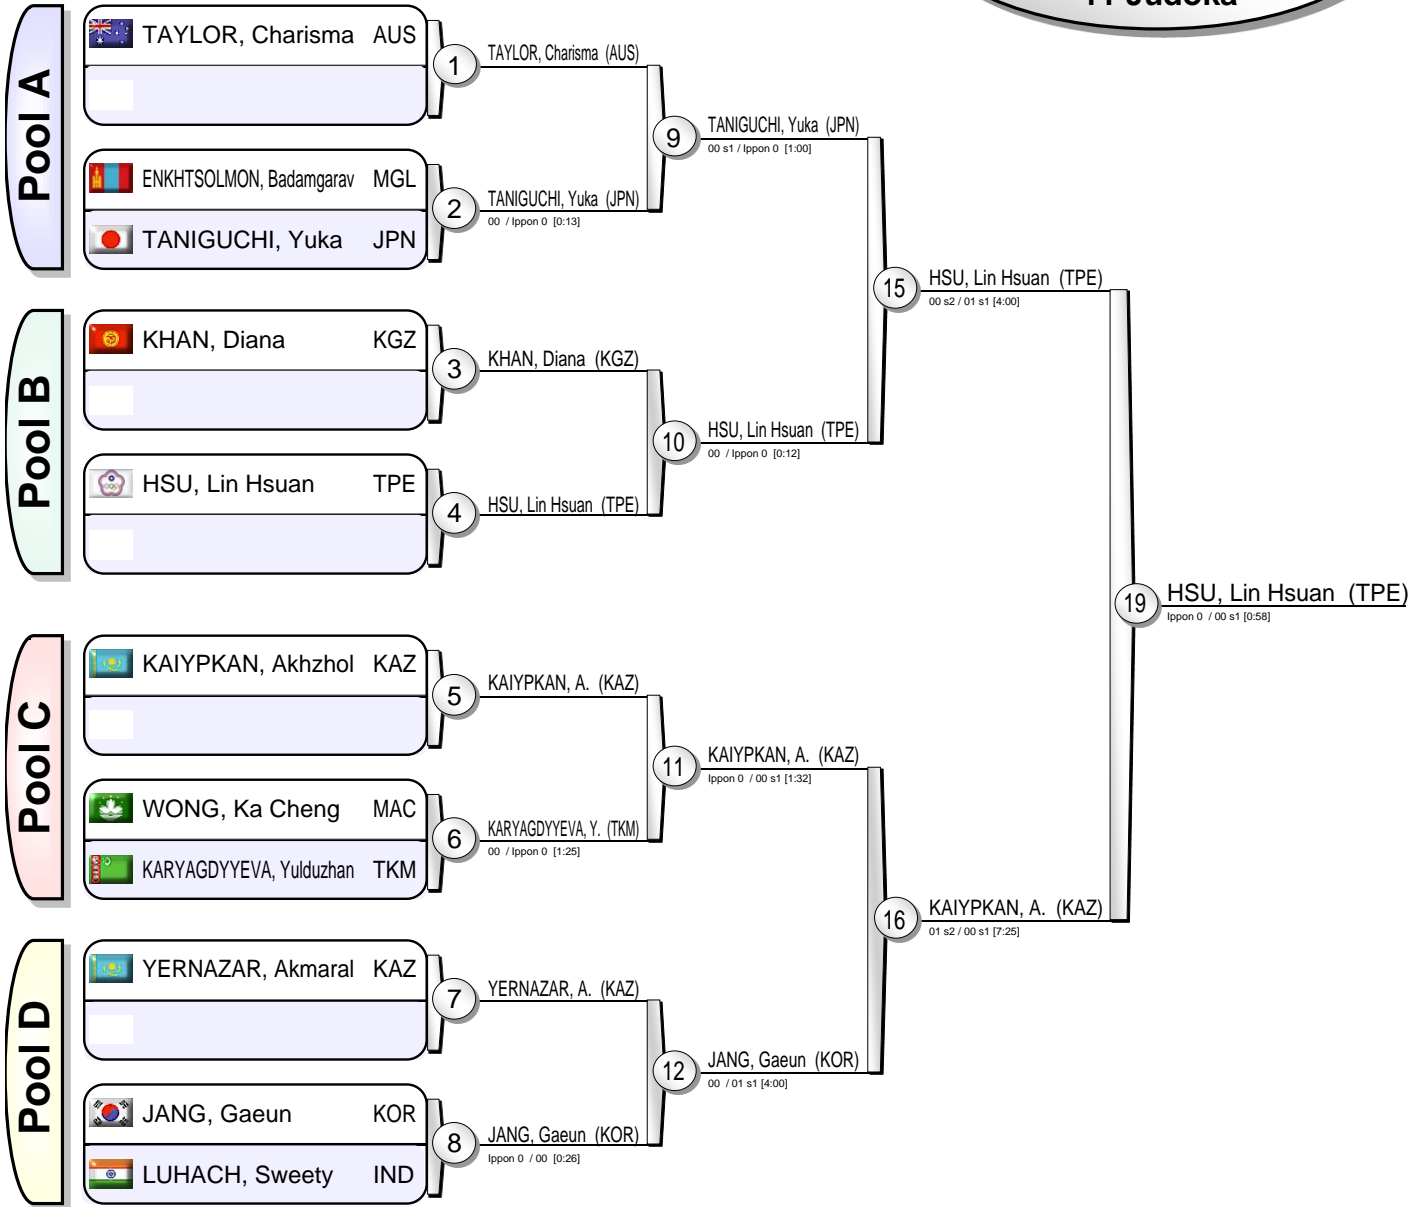 11 Judoka
Pool A
TAYLOR, Charisma AUS
1
TAYLOR, Charisma (AUS)
ENKHTSOLMON, Badamgarav MGL
TANIGUCHI, Yuka JPN
2
TANIGUCHI, Yuka (JPN)
00 / Ippon 0 [0:13]
9
TANIGUCHI, Yuka (JPN)
00 s1 / Ippon 0 [1:00]
Pool B
KHAN, Diana KGZ
3
KHAN, Diana (KGZ)
HSU, Lin Hsuan TPE
4
HSU, Lin Hsuan (TPE)
10
HSU, Lin Hsuan (TPE)
00 / Ippon 0 [0:12]
15
HSU, Lin Hsuan (TPE)
00 s2 / 01 s1 [4:00]
Pool C
KAIYPKAN, Akhzhol KAZ
5
KAIYPKAN, A. (KAZ)
WONG, Ka Cheng MAC
KARYAGDYYEVA, Yulduzhan TKM
6
KARYAGDYYEVA, Y. (TKM)
00 / Ippon 0 [1:25]
11
KAIYPKAN, A. (KAZ)
Ippon 0 / 00 s1 [1:32]
Pool D
YERNAZAR, Akmaral KAZ
7
YERNAZAR, A. (KAZ)
JANG, Gaeun KOR
LUHACH, Sweety IND
8
JANG, Gaeun (KOR)
Ippon 0 / 00 [0:26]
12
JANG, Gaeun (KOR)
00 / 01 s1 [4:00]
16
KAIYPKAN, A. (KAZ)
01 s2 / 00 s1 [7:25]
19
HSU, Lin Hsuan (TPE)
Ippon 0 / 00 s1 [0:58]